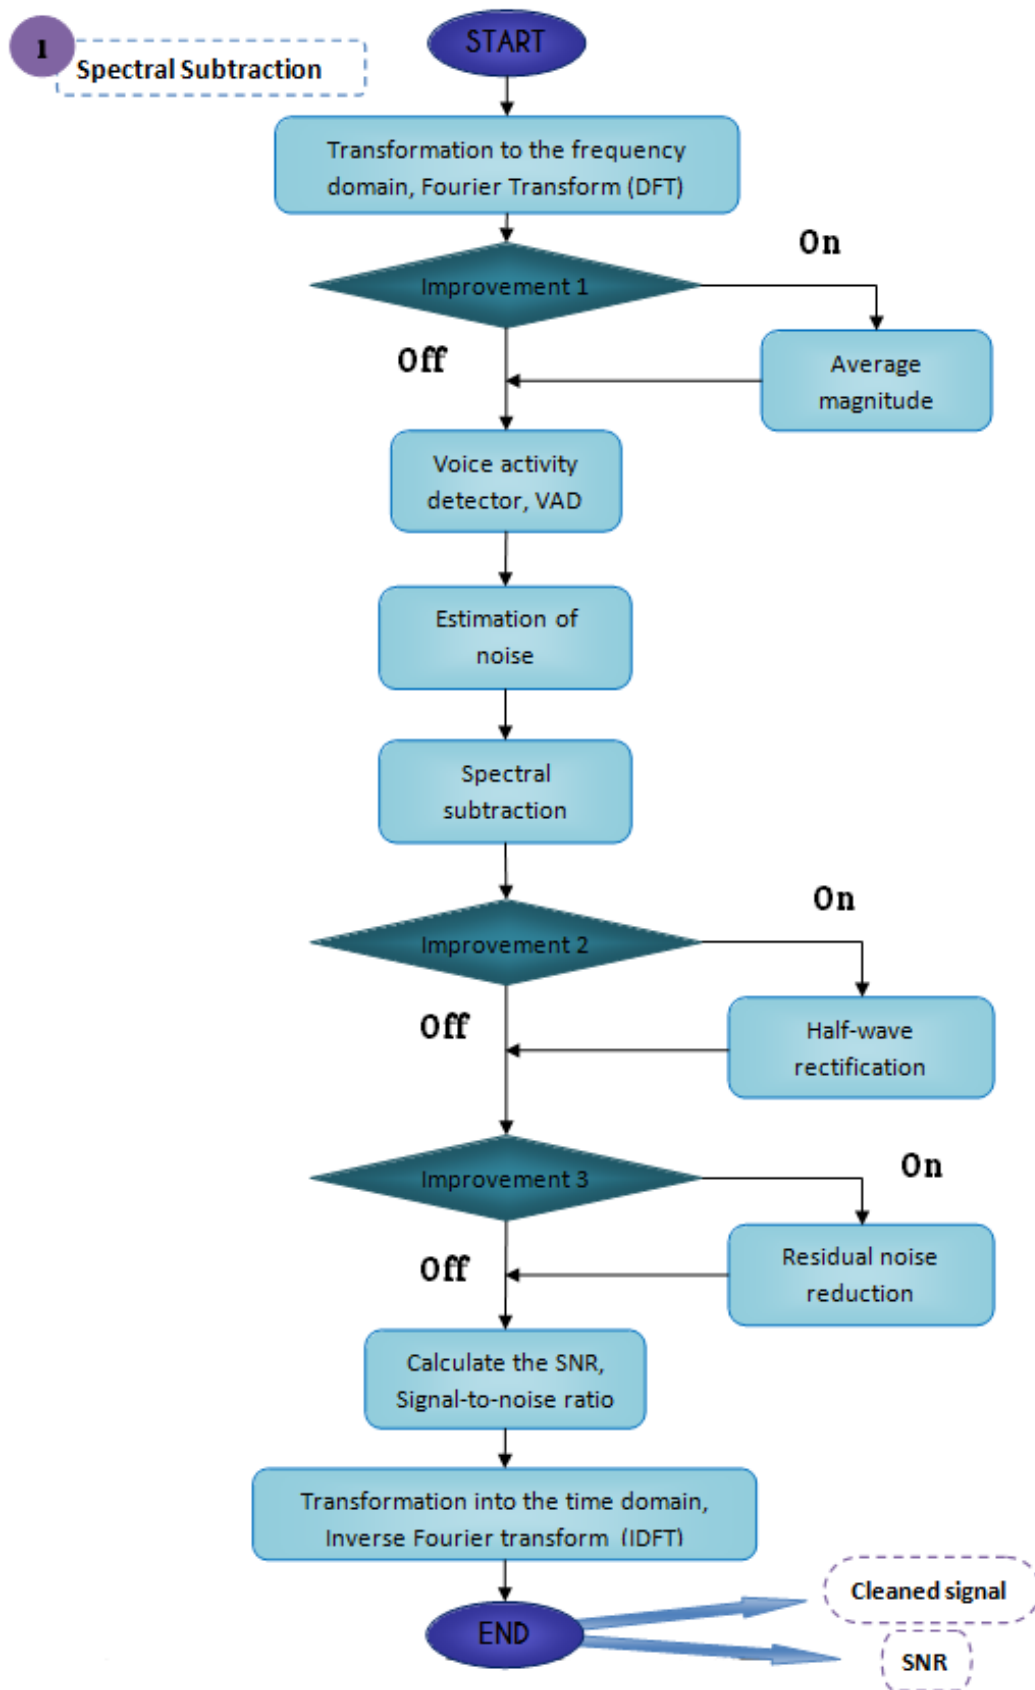 1
Spectral Subtraction
START
Transformation to the frequency
domain, Fourier Transform (DFT)
On
Improvement 1
Off
Average
magnitude
Voice activity
detector, VAD
Estimation of
noise
Spectral
subtraction
On
Improvement 2
Off
Half-wave
rectification
On
Improvement 3
Off
Residual noise
reduction
Calculate the SNR,
Signal-to-noise ratio
Transformation into the time domain,
Inverse Fourier transform (IDFT)
Cleaned signal
END
SNR